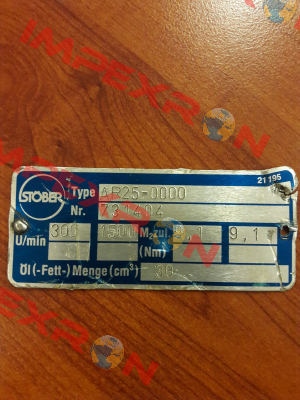 IMPEXRON
21195
STÖBER
Type AR25-0000
Nr.
U/min 300 1500 M₂zul.
9,1
(Nm)
Öl(-Fett-) Menge(cm³)
IMPEXRON